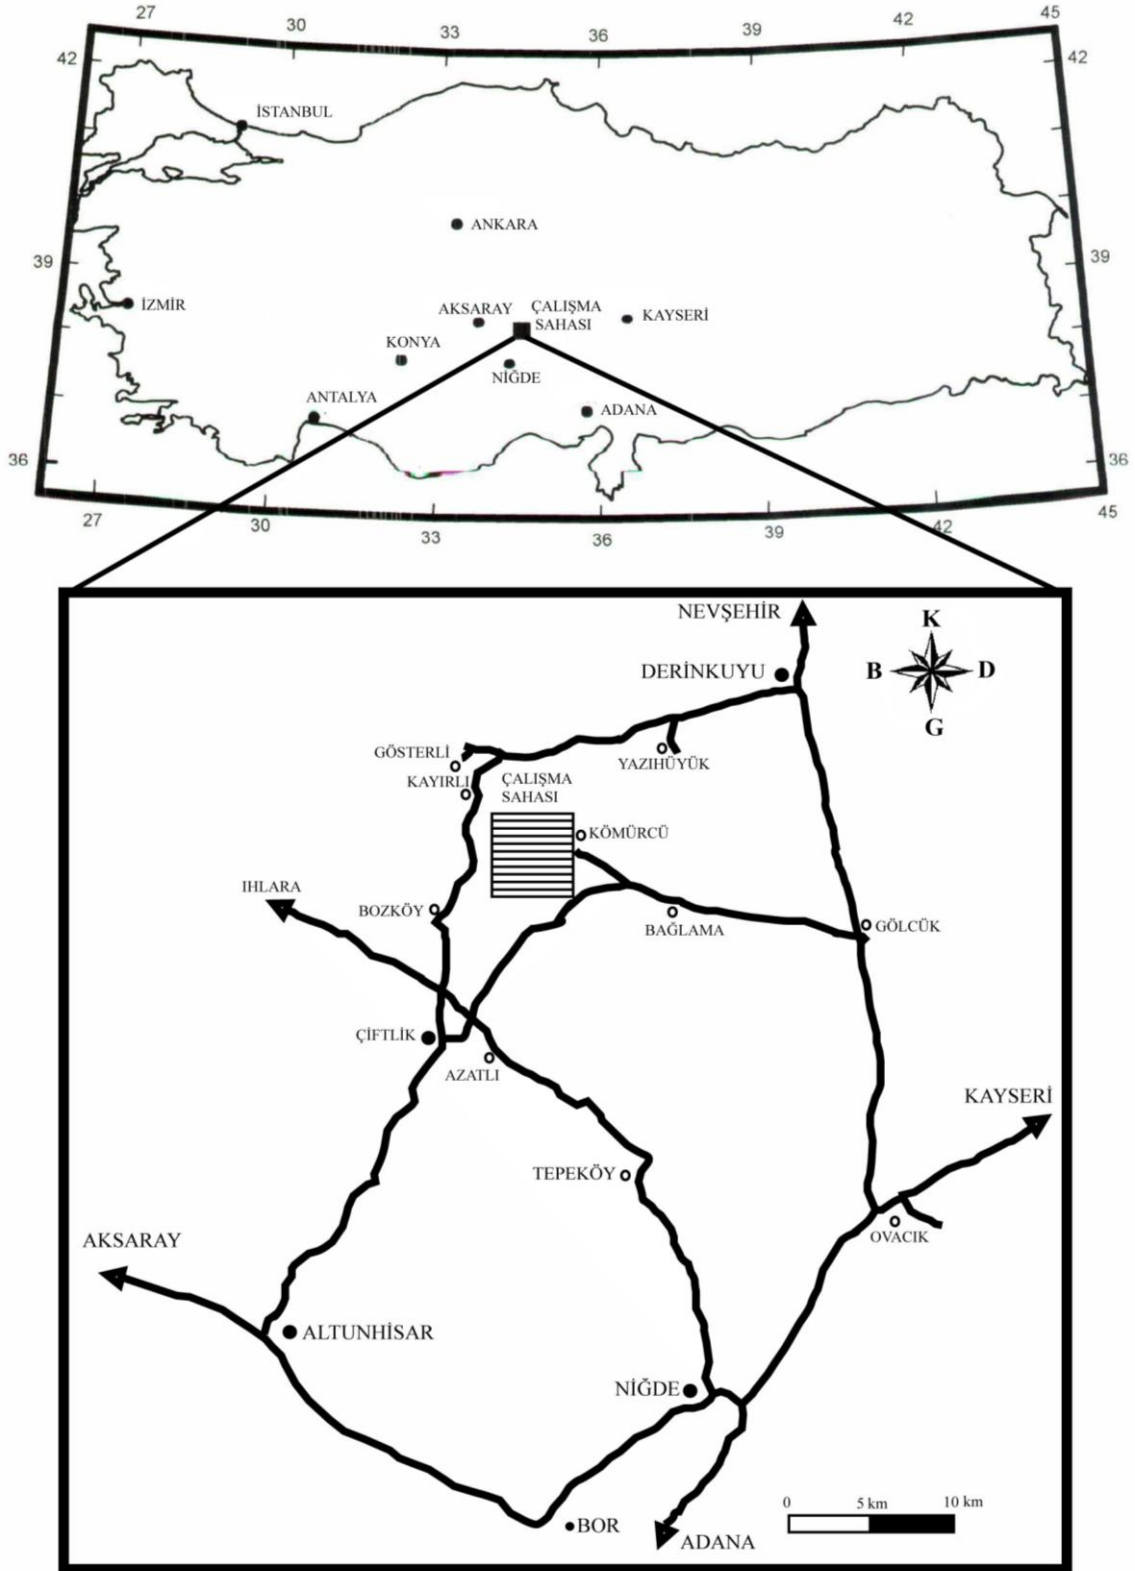 27
30
33
36
39
42
45
42
42
İSTANBUL
ANKARA
39
39
İZMİR
AKSARAY
ÇALIŞMA
SAHASI
KAYSERİ
KONYA
NİĞDE
ANTALYA
ADANA
36
36
27
30
33
36
39
42
45
NEVŞEHİR
K
DERİNKUYU
B
D
G
GÖSTERLİ
YAZIHÜYÜK
KAYIRLI
ÇALIŞMA
SAHASI
KÖMÜRCÜ
IHLARA
BOZKÖY
BAĞLAMA
GÖLCÜK
ÇİFTLİK
AZATLI
KAYSERİ
TEPEKÖY
OVACIK
AKSARAY
ALTUNHİSAR
NİĞDE
0 5 km 10 km
BOR
ADANA